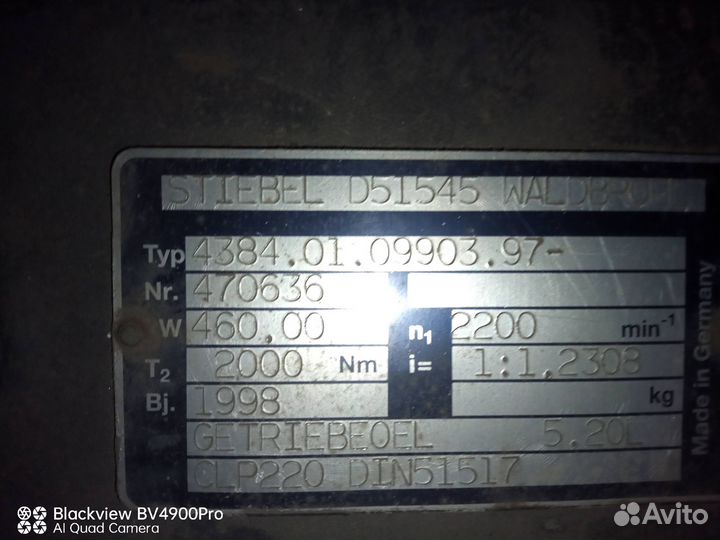 STIEBEL D51545 WALDBRÖL
Typ 4384.01.09903.97-
Nr. 470636
W 460.00 n1 2200 min-1
T2 2000 Nm i= 1:1.2308
Bj. 1998 kg
GETRIEBEOEL 5.20L
CLP220 DIN51517
Made in Germany
Blackview BV4900Pro
AI Quad Camera
Avito